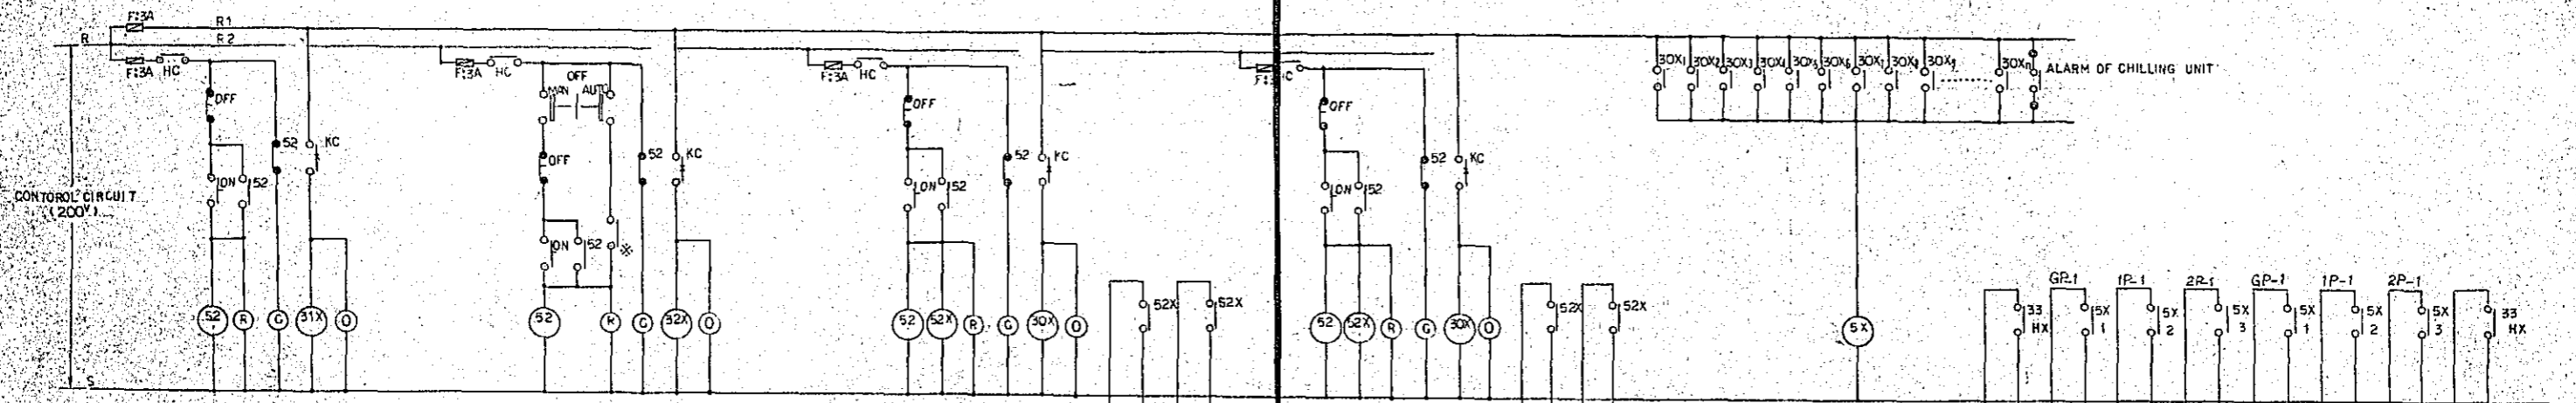 F:3A
R1
R
R2
F:3A HC
F:3A HC
F:3A HC
HC
OFF
MAN AUTO
OFF
OFF
OFF
OFF
30X1 30X2 30X3 30X4 30X5 30X6 30X7 30X8 30X9 30Xn ALARM OF CHILLING UNIT
52 KC
52 KC
52
52 KC
CONTOROL CIRCUIT
(200V)
ON 52
ON 52 ※
ON 52
ON 52
52 R G 31X O
52 R G 32X O
52 52X R G 30X O
52X 52X
52 52X R G 30X O
52X 52X
5X
33 HX
GP-1 5X 1
1P-1 5X 2
2P-1 5X 3
GP-1 5X 1
1P-1 5X 2
2P-1 5X 3
33 HX
S